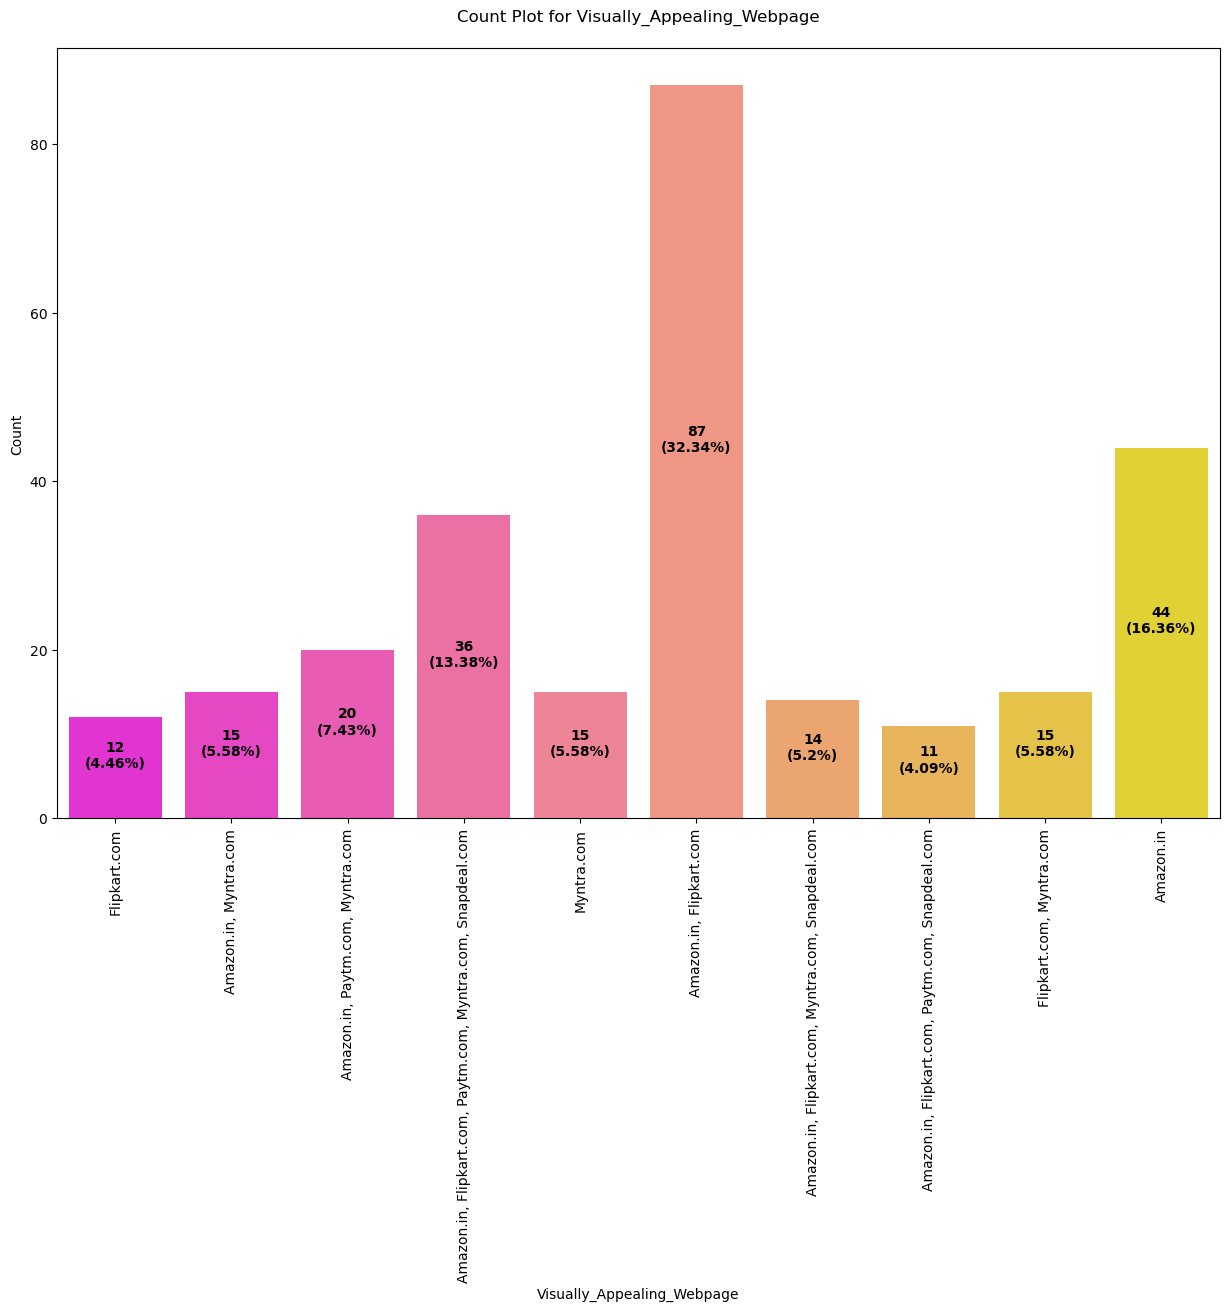 Count Plot for Visually_Appealing_Webpage
Count
80
60
40
20
0
12
(4.46%)
15
(5.58%)
20
(7.43%)
36
(13.38%)
15
(5.58%)
87
(32.34%)
14
(5.2%)
11
(4.09%)
15
(5.58%)
44
(16.36%)
Flipkart.com
Amazon.in, Myntra.com
Amazon.in, Paytm.com, Myntra.com
Amazon.in, Flipkart.com, Paytm.com, Myntra.com, Snapdeal.com
Myntra.com
Amazon.in, Flipkart.com
Amazon.in, Flipkart.com, Myntra.com, Snapdeal.com
Amazon.in, Flipkart.com, Paytm.com, Snapdeal.com
Flipkart.com, Myntra.com
Amazon.in
Visually_Appealing_Webpage